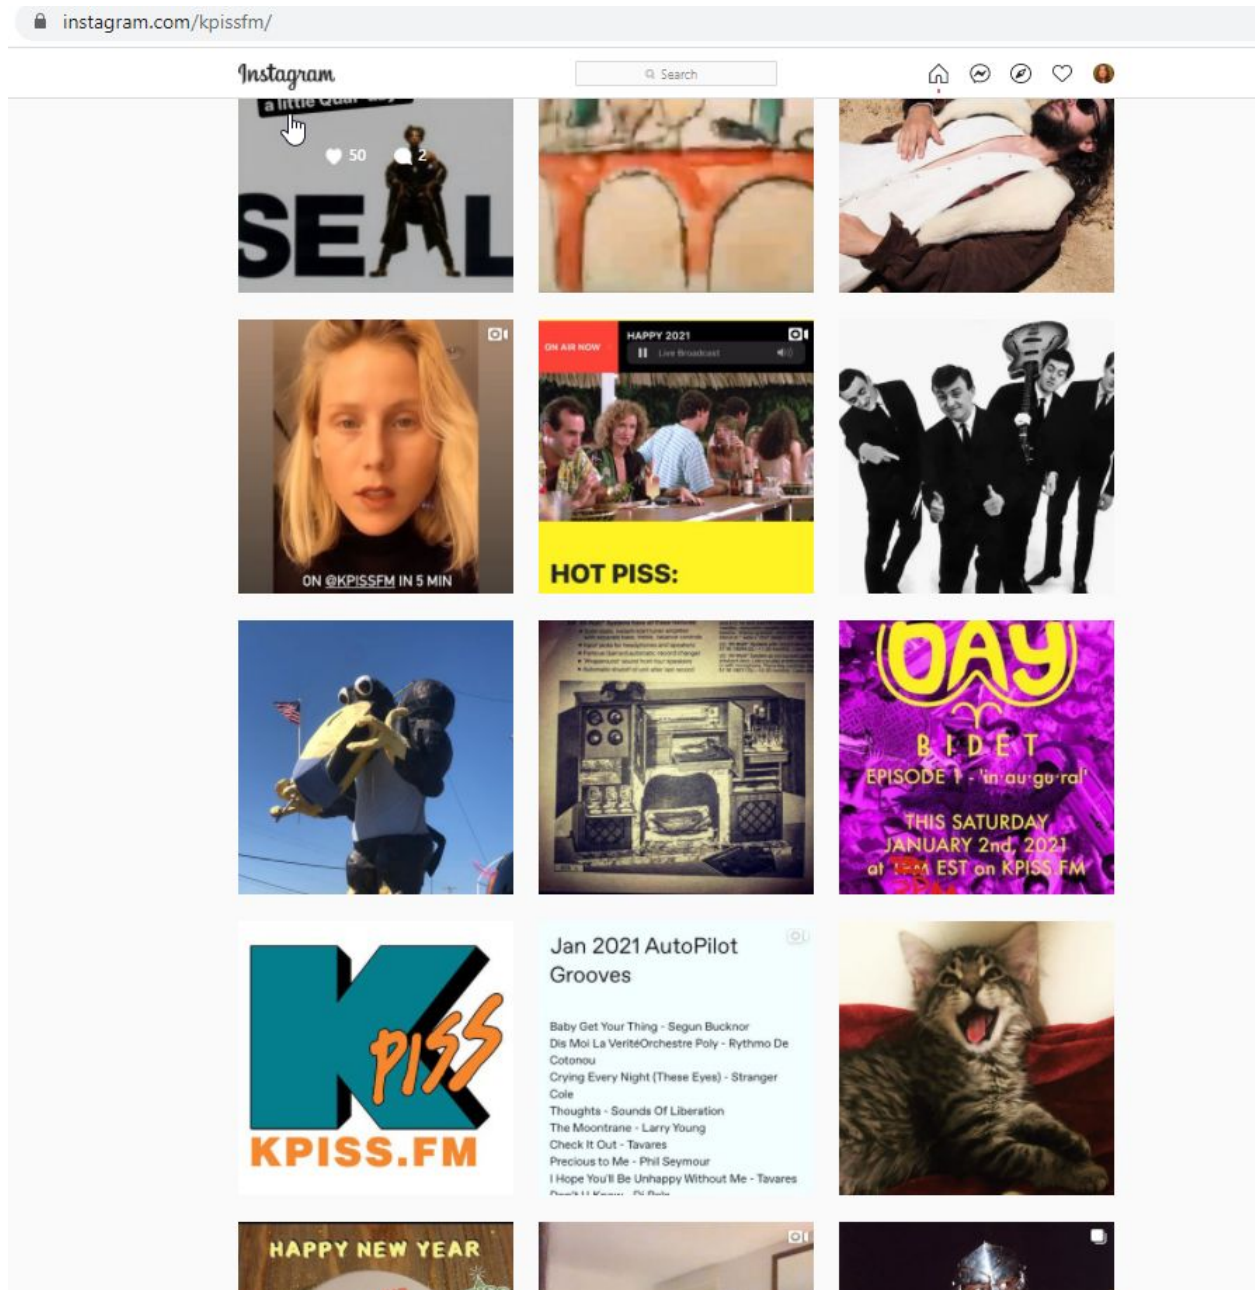 instagram.com/kpissfm/
Instagram
Search
a little
50
2
SEAL
ON AIR NOW
HAPPY 2021
Live Broadcast
ON @KPISSFM IN 5 MIN
HOT PISS:
DAY
BIDET
EPISODE 1 - 'in·au·gu·ral'
THIS SATURDAY,
JANUARY 2nd, 2021
at EST on KPISS.FM
K PISS
KPISS.FM
Jan 2021 AutoPilot
Grooves
Baby Get Your Thing - Segun Bucknor
Dis Moi La VeritéOrchestre Poly - Rythmo De
Cotonou
Crying Every Night (These Eyes) - Stranger
Cole
Thoughts - Sounds Of Liberation
The Moontrane - Larry Young
Check It Out - Tavares
Precious to Me - Phil Seymour
I Hope You'll Be Unhappy Without Me - Tavares
HAPPY NEW YEAR